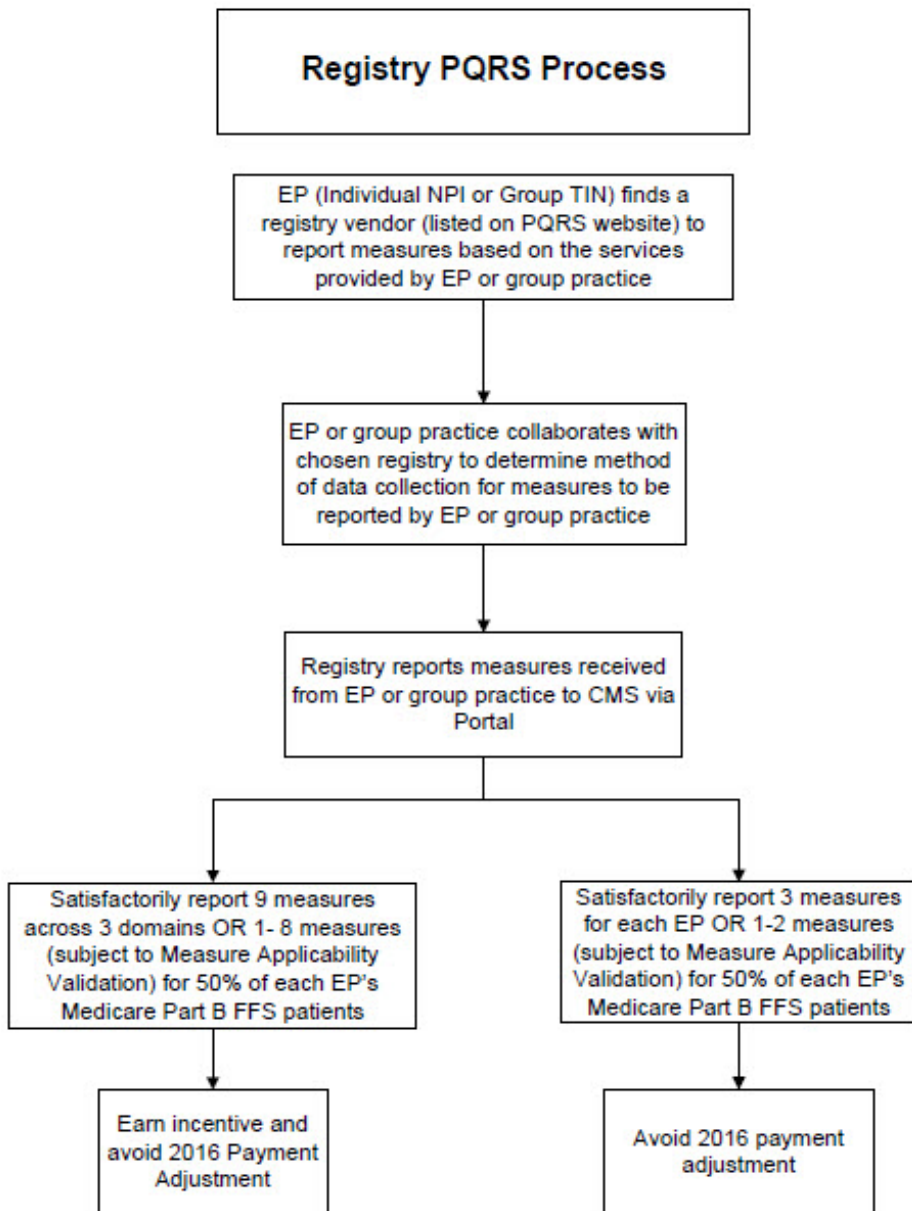 Registry PQRS Process
EP (Individual NPI or Group TIN) finds a
registry vendor (listed on PQRS website) to
report measures based on the services
provided by EP or group practice
EP or group practice collaborates with
chosen registry to determine method
of data collection for measures to be
reported by EP or group practice
Registry reports measures received
from EP or group practice to CMS via
Portal
Satisfactorily report 9 measures
across 3 domains OR 1- 8 measures
(subject to Measure Applicability
Validation) for 50% of each EP's
Medicare Part B FFS patients
Satisfactorily report 3 measures
for each EP OR 1-2 measures
(subject to Measure Applicability
Validation) for 50% of each EP's
Medicare Part B FFS patients
Earn incentive and
avoid 2016 Payment
Adjustment
Avoid 2016 payment
adjustment